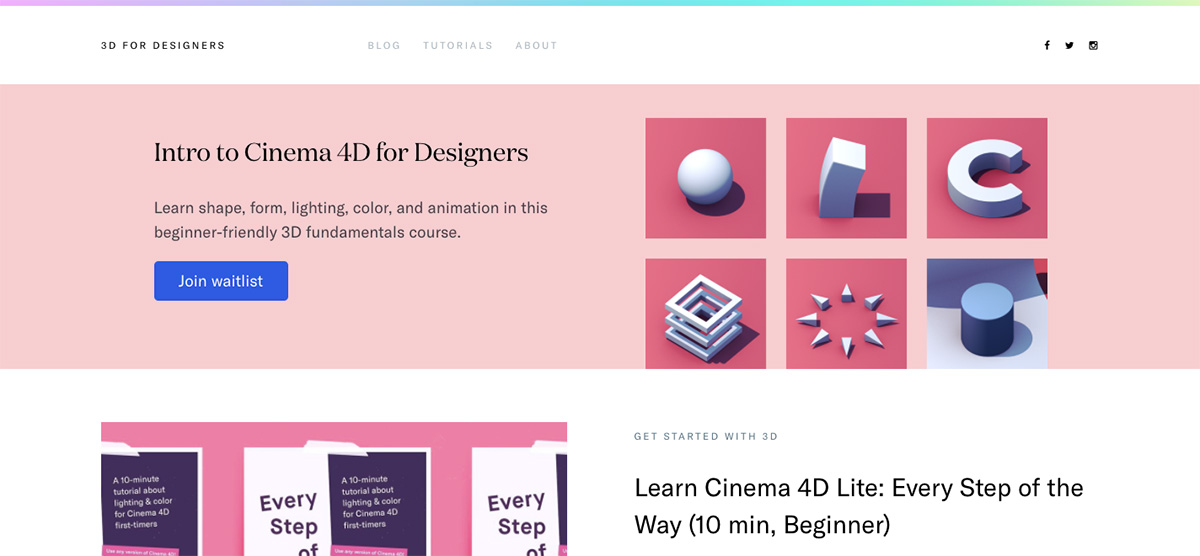 3D FOR DESIGNERS
BLOG TUTORIALS ABOUT
Intro to Cinema 4D for Designers
Learn shape, form, lighting, color, and animation in this
beginner-friendly 3D fundamentals course.
Join waitlist
A 10-minute
tutorial about
lighting & color
for Cinema 4D
first-timers
Use any version of Cinema 4D!
Every
Step
of
A 10-minute
tutorial about
lighting & color
for Cinema 4D
first-timers
Use any version of Cinema 4D!
Every
Step
of
GET STARTED WITH 3D
Learn Cinema 4D Lite: Every Step of the
Way (10 min, Beginner)